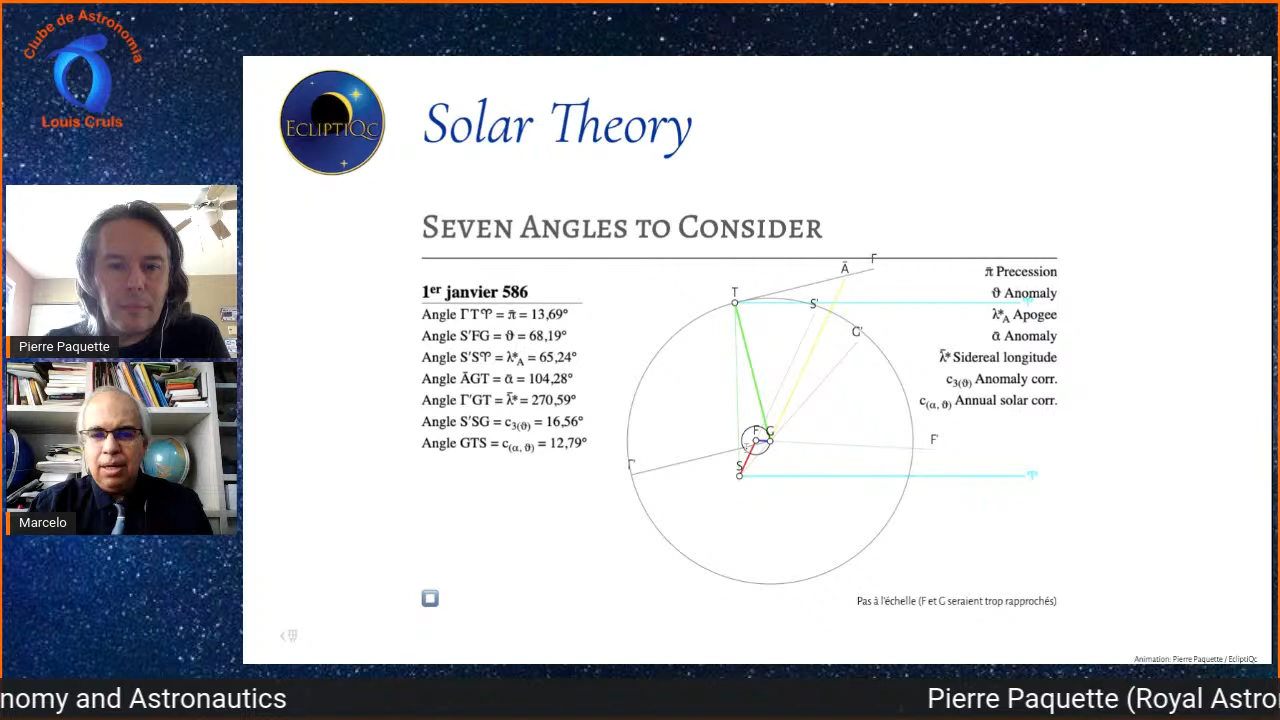 Clube de Astronomia
Louis Cruls
Pierre Paquette
Marcelo
EcliptiQc
Solar Theory
Seven Angles to Consider
1er janvier 586
Angle ΓT♈ = π̄ = 13,69°
Angle S'FG = ϑ = 68,19°
Angle S'S♈ = λ*A = 65,24°
Angle ĀGT = ᾱ = 104,28°
Angle Γ'GT = λ̄* = 270,59°
Angle S'SG = c3(ϑ) = 16,56°
Angle GTS = c(α, ϑ) = 12,79°
T
Ā
Γ
S'
G'
♈
F
G
F'
Γ'
S
♈
π̄ Precession
ϑ Anomaly
λ*A Apogee
ᾱ Anomaly
λ̄* Sidereal longitude
c3(ϑ) Anomaly corr.
c(α, ϑ) Annual solar corr.
Pas à l'échelle (F et G seraient trop rapprochés)
Animation: Pierre Paquette / EcliptiQc
nomy and Astronautics
Pierre Paquette (Royal Astro